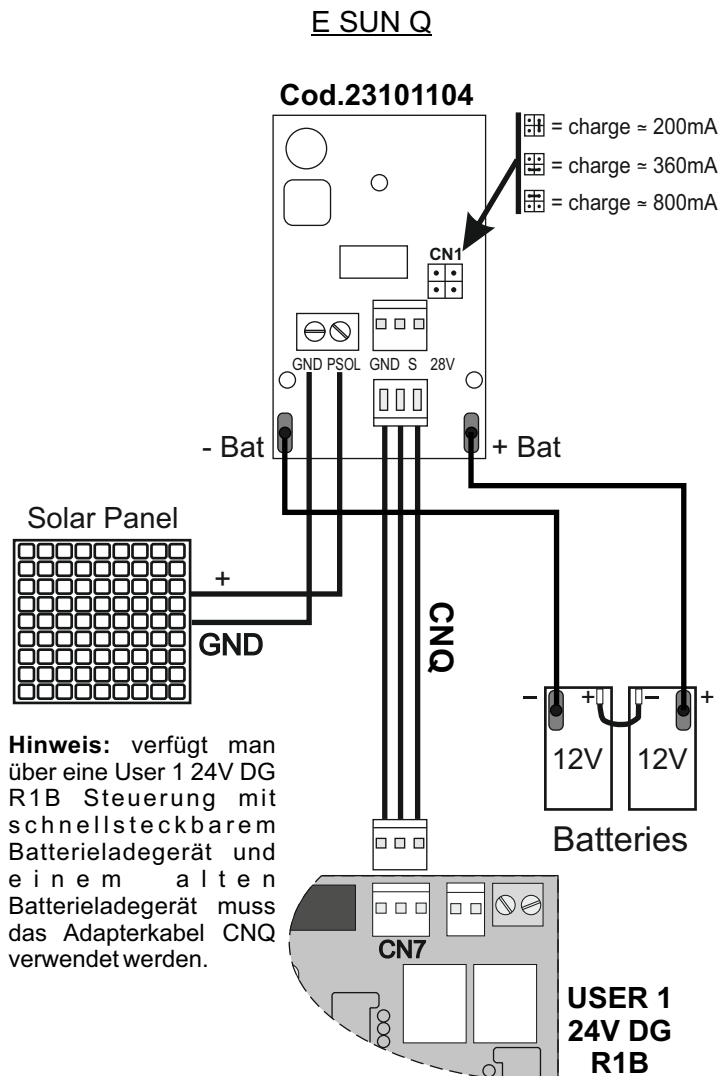 E SUN Q
Cod.23101104
= charge ≃ 200mA
= charge ≃ 360mA
= charge ≃ 800mA
CN1
GND PSOL GND S 28V
- Bat
+ Bat
Solar Panel
+
GND
CNQ
– + – +
12V 12V
Batteries
Hinweis: verfügt man
über eine User 1 24V DG
R1B Steuerung mit
schnellsteckbarem
Batterieladegerät und
einem alten
Batterieladegerät muss
das Adapterkabel CNQ
verwendet werden.
CN7
USER 1
24V DG
R1B